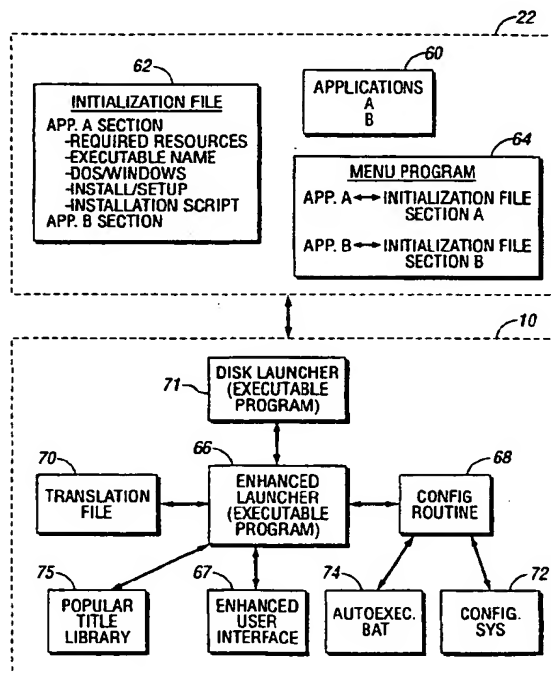 22
62
INITIALIZATION FILE
APP. A SECTION
-REQUIRED RESOURCES
-EXECUTABLE NAME
-DOS/WINDOWS
-INSTALL/SETUP
-INSTALLATION SCRIPT
APP. B SECTION
60
APPLICATIONS
A
B
64
MENU PROGRAM
APP. A↔INITIALIZATION FILE
SECTION A
APP. B↔INITIALIZATION FILE
SECTION B
10
71
DISK LAUNCHER
(EXECUTABLE
PROGRAM)
70
TRANSLATION
FILE
66
ENHANCED
LAUNCHER
(EXECUTABLE
PROGRAM)
68
CONFIG
ROUTINE
75
POPULAR
TITLE
LIBRARY
67
ENHANCED
USER
INTERFACE
74
AUTOEXEC.
BAT
72
CONFIG.
SYS